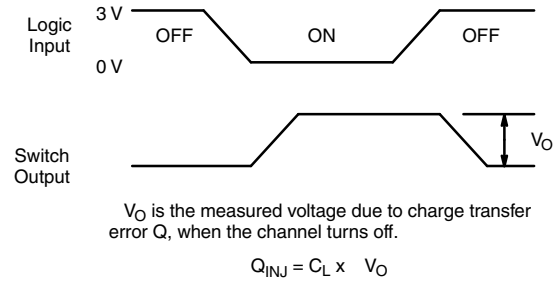 Logic
Input
3 V
0 V
OFF
ON
OFF
Switch
Output
VO
VO is the measured voltage due to charge transfer
error Q, when the channel turns off.
QINJ = CL x VO